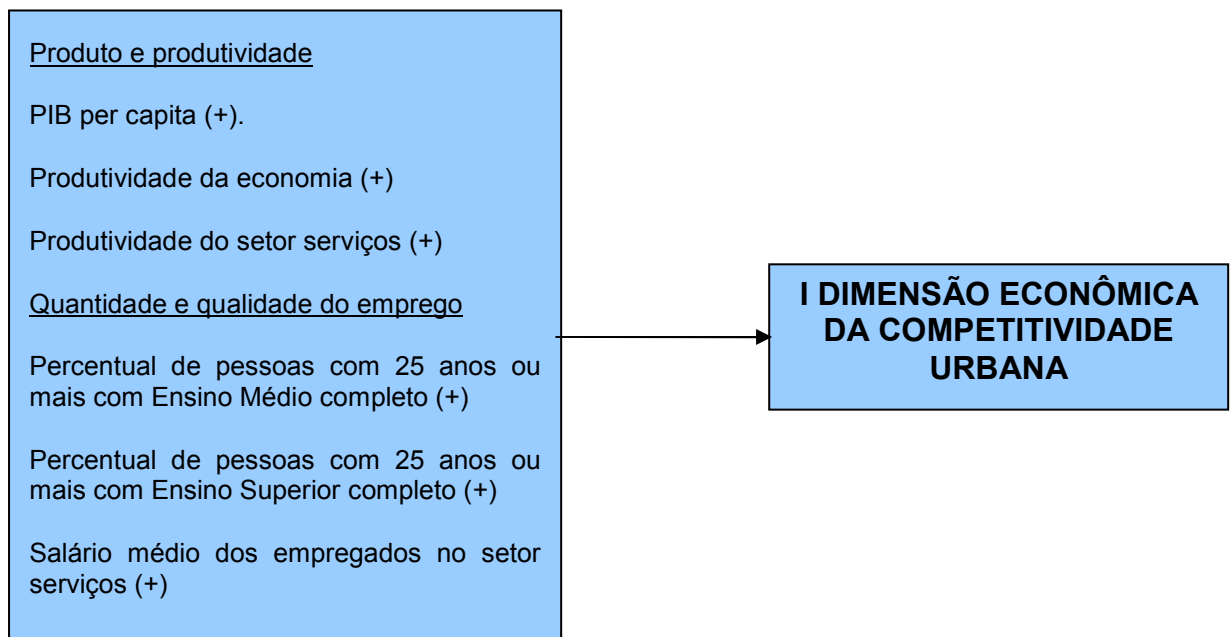 Produto e produtividade
PIB per capita (+).
Produtividade da economia (+)
Produtividade do setor serviços (+)
Quantidade e qualidade do emprego
Percentual de pessoas com 25 anos ou
mais com Ensino Médio completo (+)
Percentual de pessoas com 25 anos ou
mais com Ensino Superior completo (+)
Salário médio dos empregados no setor
serviços (+)
I DIMENSÃO ECONÔMICA
DA COMPETITIVIDADE
URBANA